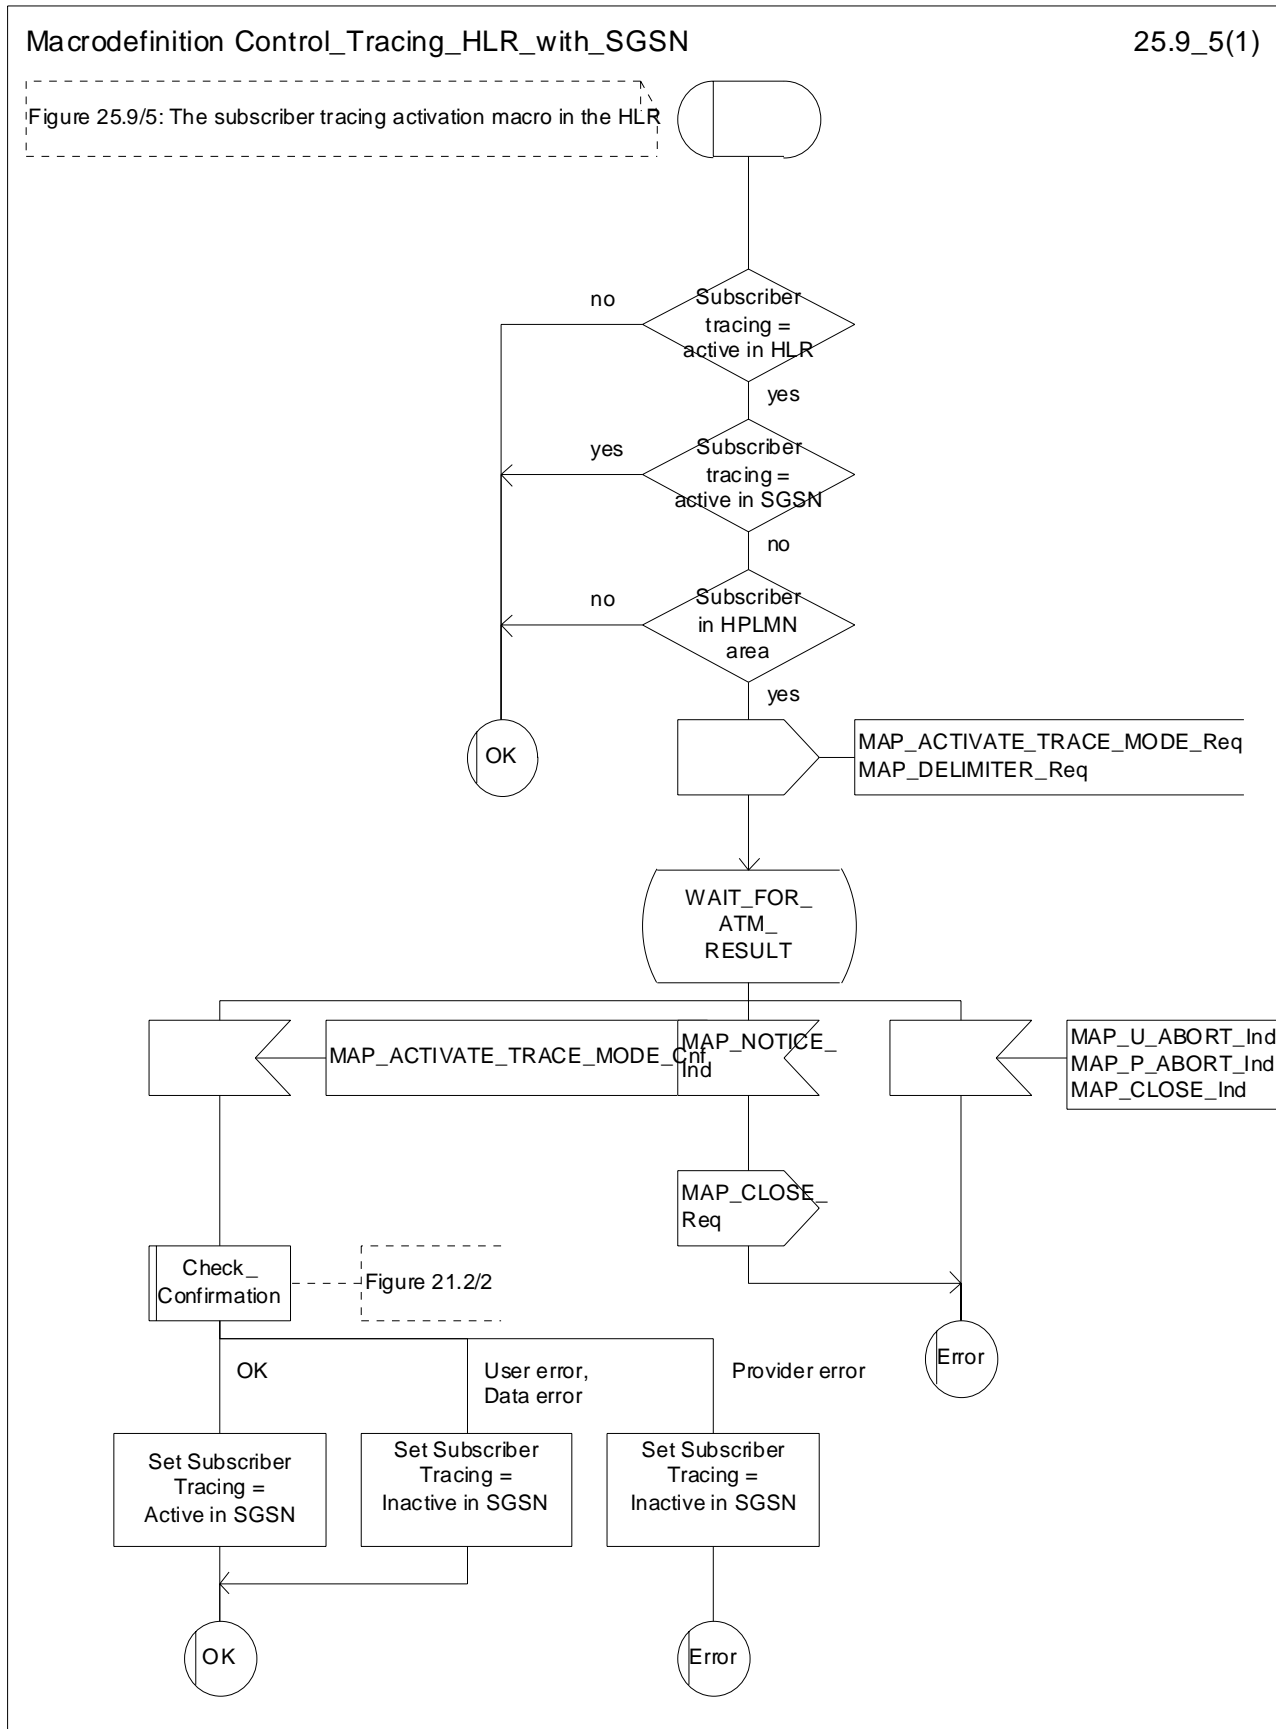 Macrodefinition Control_Tracing_HLR_with_SGSN
25.9_5(1)
Figure 25.9/5: The subscriber tracing activation macro in the HLR
no
Subscriber
tracing =
active in HLR
yes
yes
Subscriber
tracing =
active in SGSN
no
no
Subscriber
in HPLMN
area
yes
OK
MAP_ACTIVATE_TRACE_MODE_Req
MAP_DELIMITER_Req
WAIT_FOR_
ATM_
RESULT
MAP_ACTIVATE_TRACE_MODE_Cnf
MAP_NOTICE_
Ind
MAP_U_ABORT_Ind
MAP_P_ABORT_Ind
MAP_CLOSE_Ind
MAP_CLOSE_
Req
Check_
Confirmation
Figure 21.2/2
Error
OK
User error,
Data error
Provider error
Set Subscriber
Tracing =
Active in SGSN
Set Subscriber
Tracing =
Inactive in SGSN
Set Subscriber
Tracing =
Inactive in SGSN
OK
Error